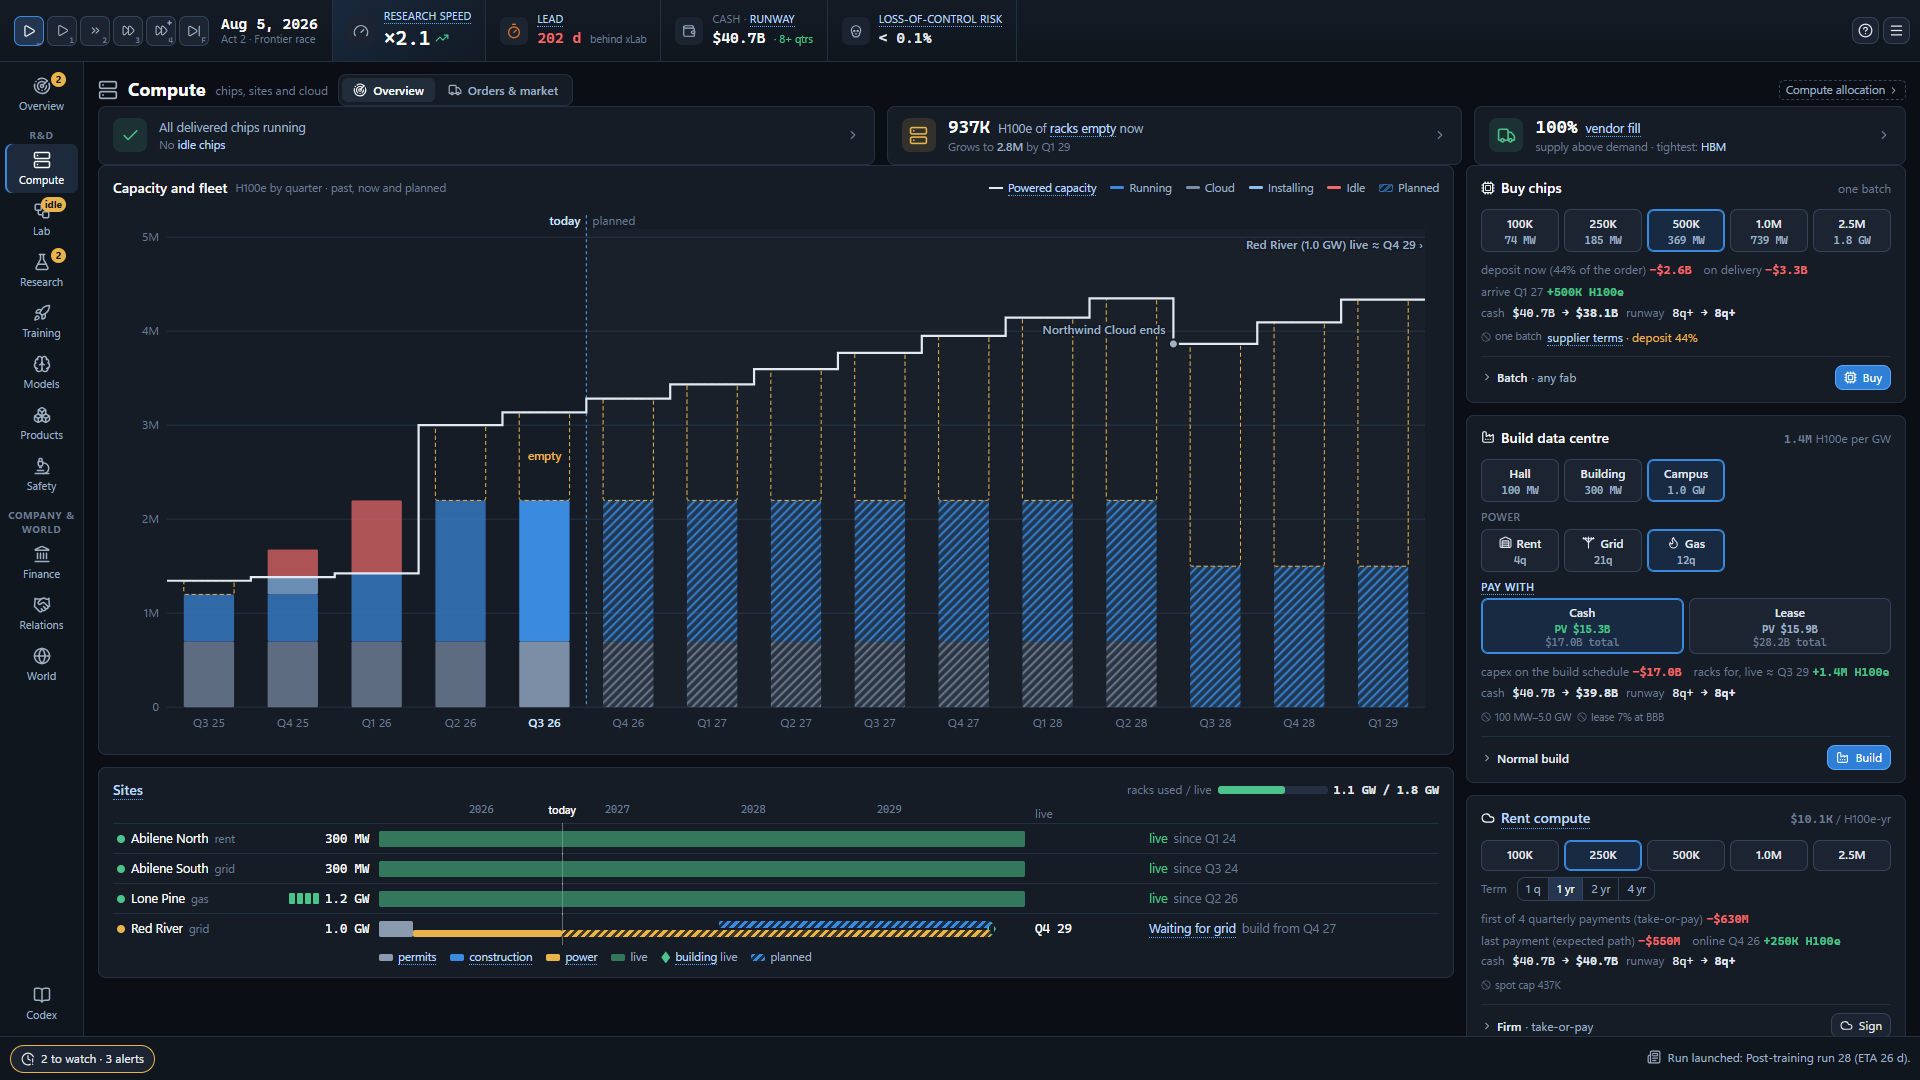 Aug 5, 2026
Act 2 · Frontier race
RESEARCH SPEED
×2.1
LEAD
202 d behind xLab
CASH · RUNWAY
$40.7B · 8+ qtrs
LOSS-OF-CONTROL RISK
< 0.1%
1
2
3
4
F
Overview
2
R&D
Compute
idle
Lab
2
Research
Training
Models
Products
Safety
COMPANY &
WORLD
Finance
Relations
World
Codex
Compute chips, sites and cloud
Overview
Orders & market
Compute allocation ›
All delivered chips running
No idle chips
937K H100e of racks empty now
Grows to 2.8M by Q1 29
100% vendor fill
supply above demand · tightest: HBM
Capacity and fleet H100e by quarter · past, now and planned
Powered capacity Running Cloud Installing Idle Planned
today planned
Red River (1.0 GW) live ≈ Q4 29 ›
Northwind Cloud ends
empty
5M
4M
3M
2M
1M
0
Q3 25 Q4 25 Q1 26 Q2 26 Q3 26 Q4 26 Q1 27 Q2 27 Q3 27 Q4 27 Q1 28 Q2 28 Q3 28 Q4 28 Q1 29
Sites
racks used / live 1.1 GW / 1.8 GW
2026 today 2027 2028 2029 live
Abilene North rent 300 MW live since Q1 24
Abilene South grid 300 MW live since Q3 24
Lone Pine gas 1.2 GW live since Q2 26
Red River grid 1.0 GW Q4 29 Waiting for grid build from Q4 27
permits construction power live building live planned
Buy chips one batch
100K 250K 500K 1.0M 2.5M
74 MW 185 MW 369 MW 739 MW 1.8 GW
deposit now (44% of the order) −$2.6B on delivery −$3.3B
arrive Q1 27 +500K H100e
cash $40.7B → $38.1B runway 8q+ → 8q+
one batch supplier terms · deposit 44%
Batch · any fab
Buy
Build data centre 1.4M H100e per GW
Hall Building Campus
100 MW 300 MW 1.0 GW
POWER
Rent Grid Gas
4q 21q 12q
PAY WITH
Cash Lease
PV $15.3B PV $15.9B
$17.0B total $28.2B total
capex on the build schedule −$17.0B racks for, live ≈ Q3 29 +1.4M H100e
cash $40.7B → $39.8B runway 8q+ → 8q+
100 MW–5.0 GW lease 7% at BBB
Normal build
Build
Rent compute $10.1K / H100e-yr
100K 250K 500K 1.0M 2.5M
Term 1 q 1 yr 2 yr 4 yr
first of 4 quarterly payments (take-or-pay) −$630M
last payment (expected path) −$550M online Q4 26 +250K H100e
cash $40.7B → $40.7B runway 8q+ → 8q+
spot cap 437K
Firm · take-or-pay
Sign
2 to watch · 3 alerts
Run launched: Post-training run 28 (ETA 26 d).